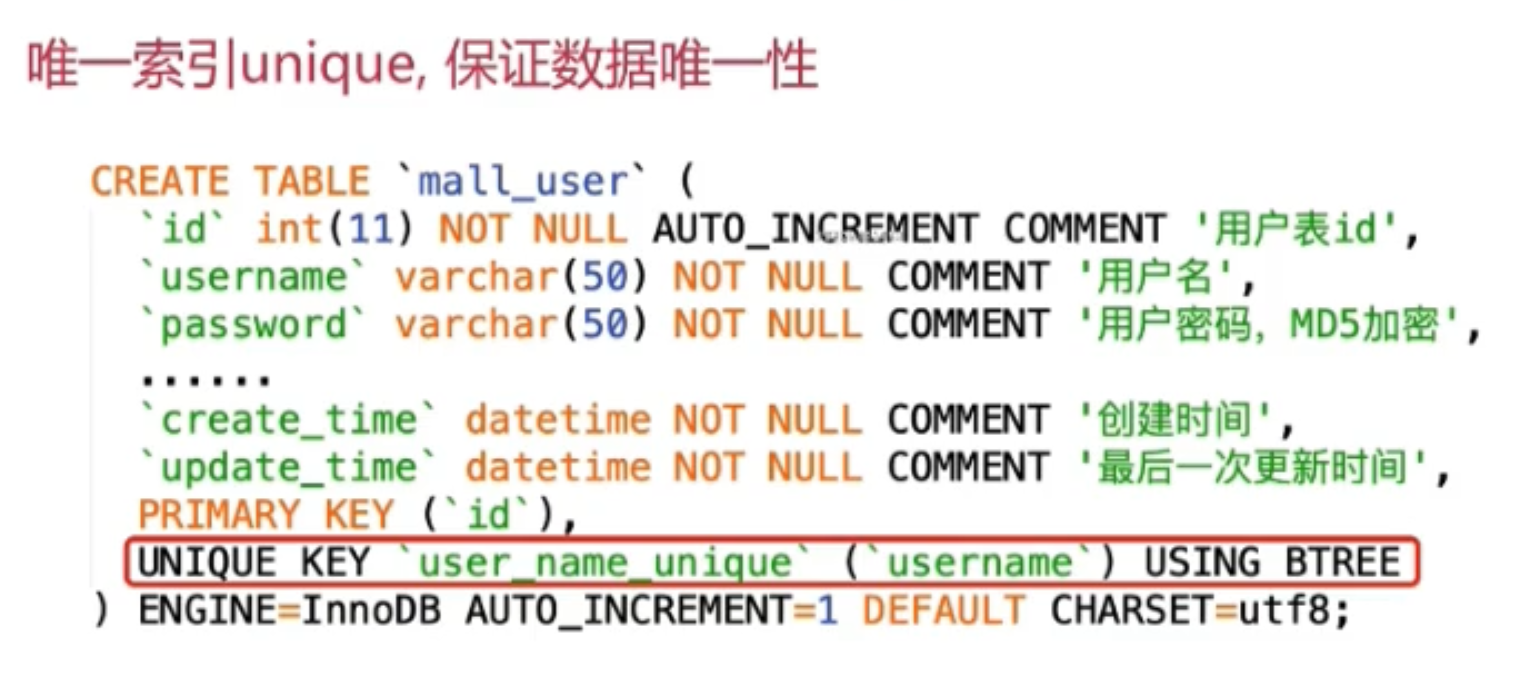 唯一索引unique, 保证数据唯一性
CREATE TABLE `mall_user` (
`id` int(11) NOT NULL AUTO_INCREMENT COMMENT '用户表id',
`username` varchar(50) NOT NULL COMMENT '用户名',
`password` varchar(50) NOT NULL COMMENT '用户密码，MD5加密',
......
`create_time` datetime NOT NULL COMMENT '创建时间',
`update_time` datetime NOT NULL COMMENT '最后一次更新时间',
PRIMARY KEY (`id`),
UNIQUE KEY `user_name_unique` (`username`) USING BTREE
) ENGINE=InnoDB AUTO_INCREMENT=1 DEFAULT CHARSET=utf8;